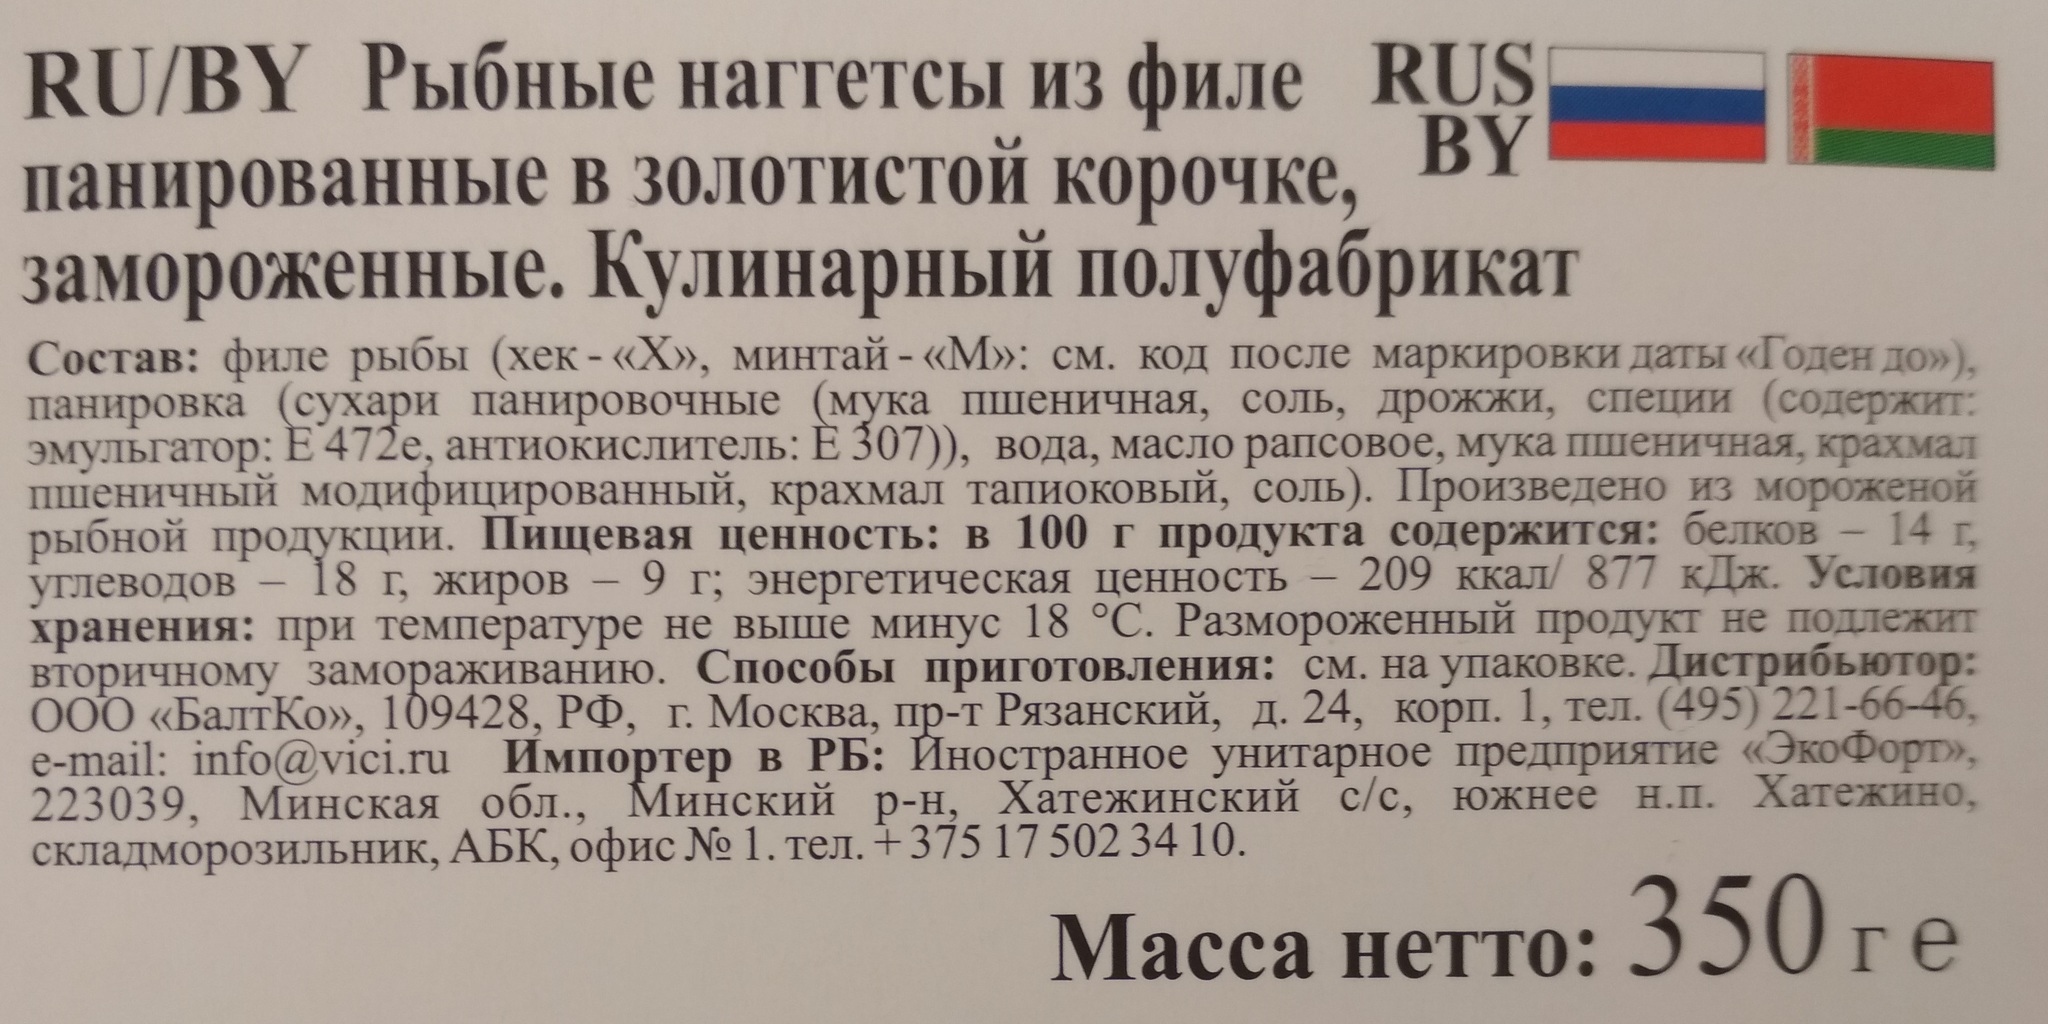 RU/BY Рыбные наггетсы из филе
RUS
BY
панированные в золотистой корочке,
замороженные. Кулинарный полуфабрикат
Состав: филе рыбы (хек - «Х», минтай - «М»: см. код после маркировки даты «Годен до»),
панировка (сухари панировочные (мука пшеничная, соль, дрожжи, специи (содержит:
эмульгатор: Е 472е, антиокислитель: Е 307)), вода, масло рапсовое, мука пшеничная, крахмал
пшеничный модифицированный, крахмал тапиоковый, соль). Произведено из мороженой
рыбной продукции. Пищевая ценность: в 100 г продукта содержится: белков – 14 г,
углеводов – 18 г, жиров – 9 г; энергетическая ценность – 209 ккал/ 877 кДж. Условия
хранения: при температуре не выше минус 18 °С. Размороженный продукт не подлежит
вторичному замораживанию. Способы приготовления: см. на упаковке. Дистрибьютор:
ООО «БалтКо», 109428, РФ, г. Москва, пр-т Рязанский, д. 24, корп. 1, тел. (495) 221-66-46,
e-mail: info@vici.ru Импортер в РБ: Иностранное унитарное предприятие «ЭкоФорт»,
223039, Минская обл., Минский р-н, Хатежинский с/с, южнее н.п. Хатежино,
складморозильник, АБК, офис № 1. тел. + 375 17 502 34 10.
Масса нетто: 350 г е